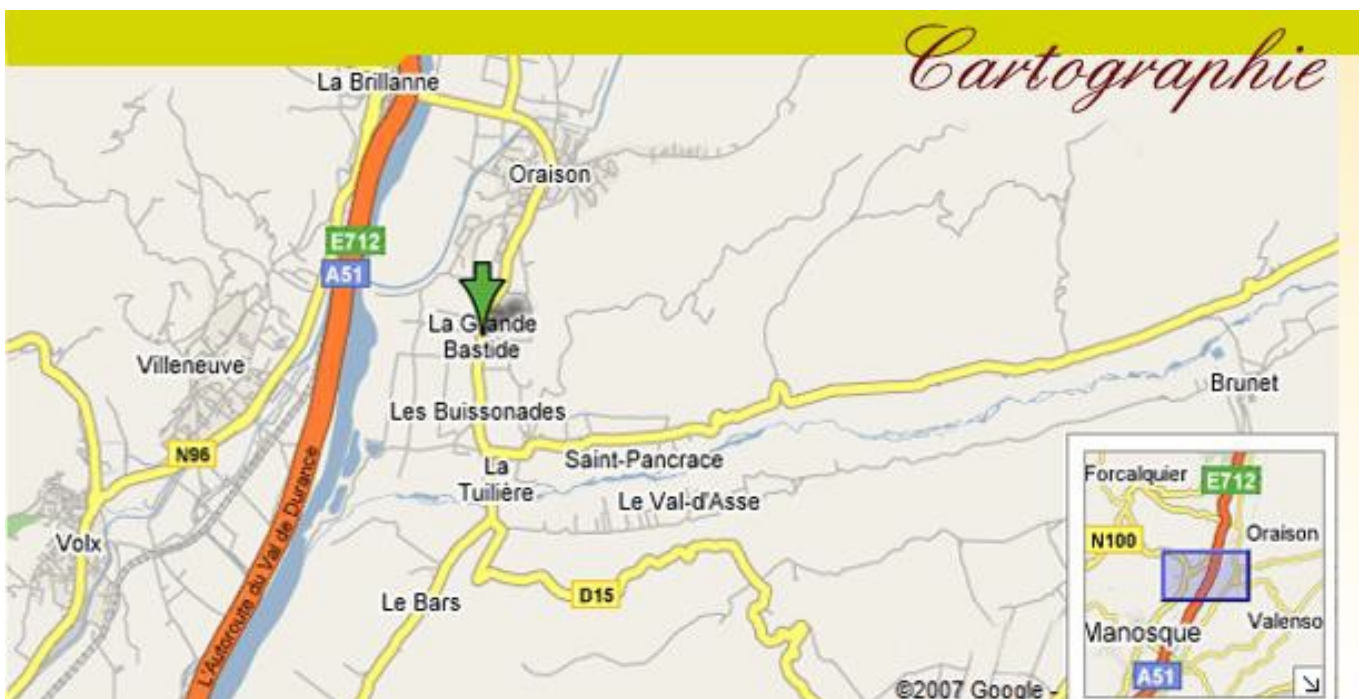 Cartographie
La Brillanne
Oraison
E712
A51
La Grande
Bastide
Villeneuve
Les Buissonades
Brunet
N96
Saint-Pancrace
La
Tuilière
Le Val-d'Asse
Volx
L'Autoroute du Val de Durance
D15
Le Bars
Forcalquier
E712
N100
Oraison
Manosque
Valenso
A51
©2007 Google -